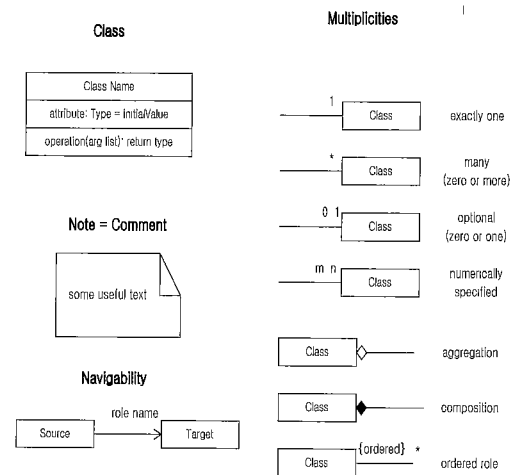 Class
Class Name
attribute: Type = initialValue
operation(arg list): return type
Note = Comment
some useful text
Navigability
role name
Source
Target
Multiplicities
1
Class
exactly one
*
Class
many
(zero or more)
0 1
Class
optional
(zero or one)
m n
Class
numerically
specified
Class
aggregation
Class
composition
{ordered} *
Class
ordered role